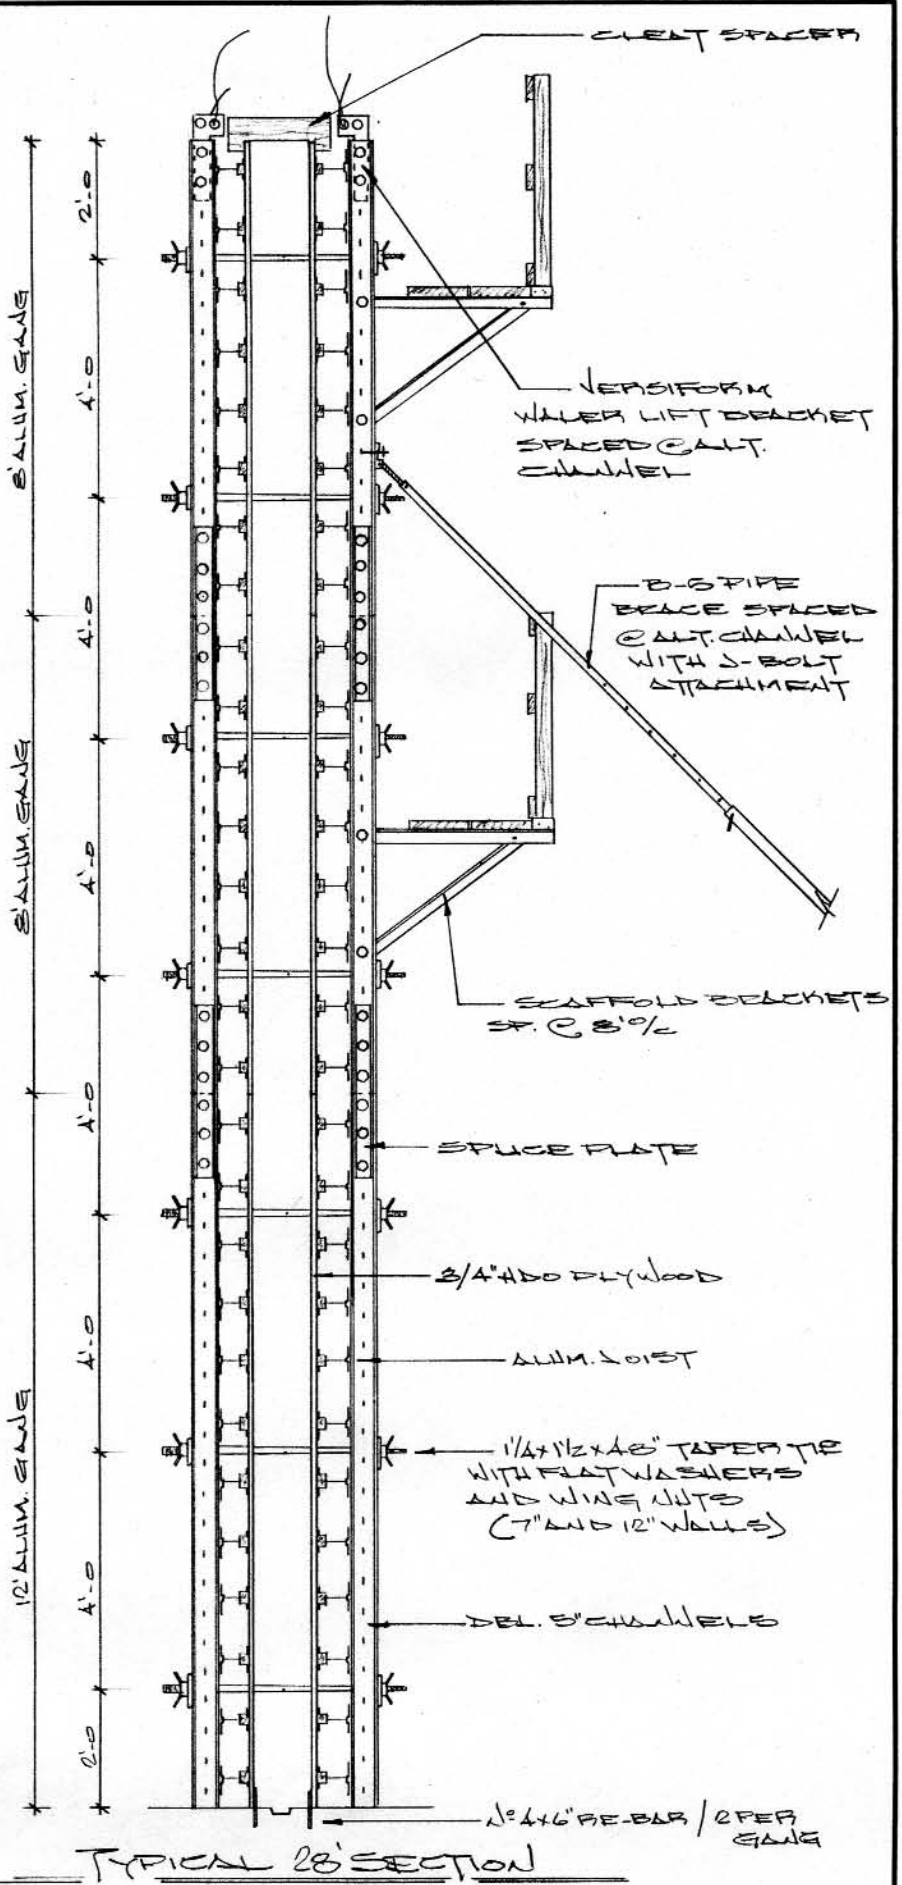 CLEAT SPACER
2'-0
8' ALUM. GANG
4'-0
VERSIFORM
WALER LIFT BRACKET
SPACED @ ALT.
CHANNEL
B-5 PIPE
BRACE SPACED
@ ALT. CHANNEL
WITH J-BOLT
ATTACHMENT
4'-0
8' ALUM. GANG
4'-0
4'-0
SCAFFOLD BRACKETS
SP. @ 8' O/C
4'-0
SPLICE PLATE
3/4" HDO PLYWOOD
ALUM. JOIST
4'-0
12' ALUM. GANG
1 1/4 x 1 1/2 x 48" TAPER TIE
WITH FLAT WASHERS
AND WING NUTS
(7" AND 12" WALLS)
4'-0
DBL. 5" CHANNELS
2'-0
Nº 4x6" RE-BAR / 2 PER
GANG
TYPICAL 28' SECTION